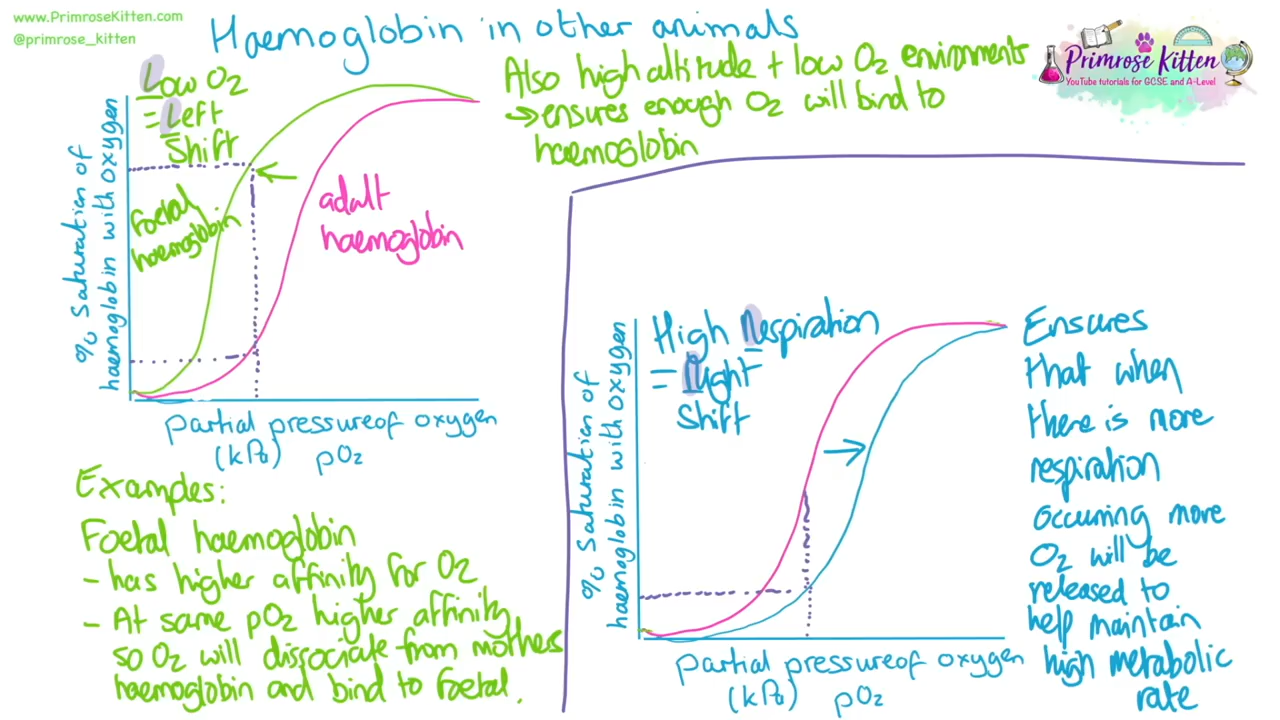 www.PrimroseKitten.com
@primrose_kitten
Haemoglobin in other animals
Primrose Kitten
YouTube tutorials for GCSE and A-Level
Low O2
= Left
Shift
% Saturation of
haemoglobin with oxygen
foetal
haemoglobin
adult
haemoglobin
Partial pressure of oxygen
(kPa) pO2
Also high altitude + low O2 environments
→ ensures enough O2 will bind to
haemoglobin
Examples:
Foetal haemoglobin
- has higher affinity for O2
- At same pO2 higher affinity
so O2 will dissociate from mothers
haemoglobin and bind to foetal.
High respiration
= right
Shift
% Saturation of
haemoglobin with oxygen
Partial pressure of oxygen
(kPa) pO2
Ensures
that when
there is more
respiration
occuring more
O2 will be
released to
help maintain
high metabolic
rate